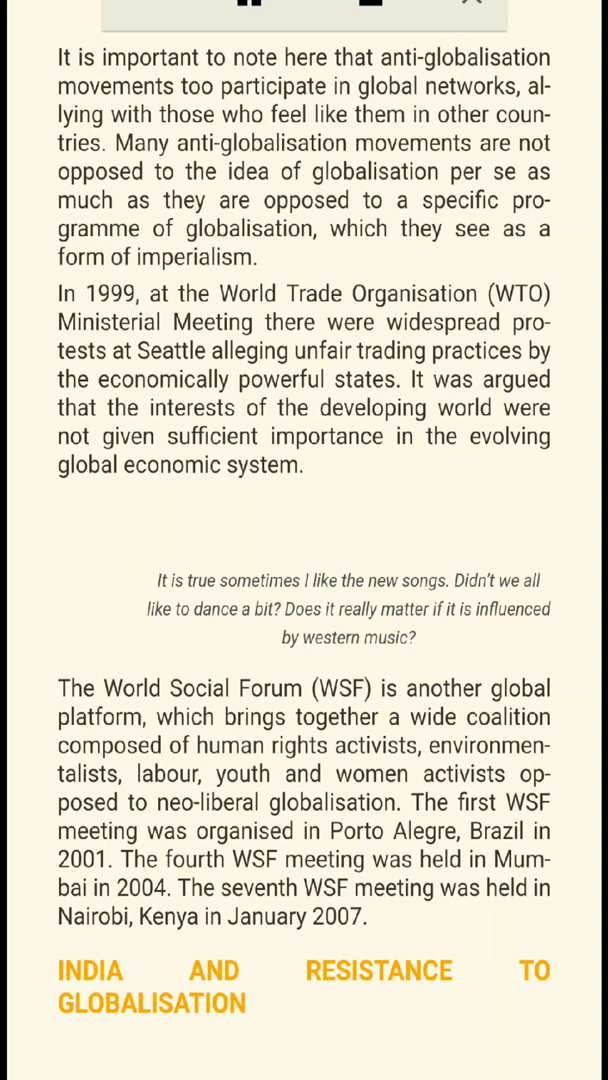 It is important to note here that anti-globalisation
movements too participate in global networks, al-
lying with those who feel like them in other coun-
tries. Many anti-globalisation movements are not
opposed to the idea of globalisation per se as
much as they are opposed to a specific pro-
gramme of globalisation, which they see as a
form of imperialism.
In 1999, at the World Trade Organisation (WTO)
Ministerial Meeting there were widespread pro-
tests at Seattle alleging unfair trading practices by
the economically powerful states. It was argued
that the interests of the developing world were
not given sufficient importance in the evolving
global economic system.
It is true sometimes I like the new songs. Didn't we all
like to dance a bit? Does it really matter if it is influenced
by western music?
The World Social Forum (WSF) is another global
platform, which brings together a wide coalition
composed of human rights activists, environmen-
talists, labour, youth and women activists op-
posed to neo-liberal globalisation. The first WSF
meeting was organised in Porto Alegre, Brazil in
2001. The fourth WSF meeting was held in Mum-
bai in 2004. The seventh WSF meeting was held in
Nairobi, Kenya in January 2007.
INDIA AND RESISTANCE TO
GLOBALISATION